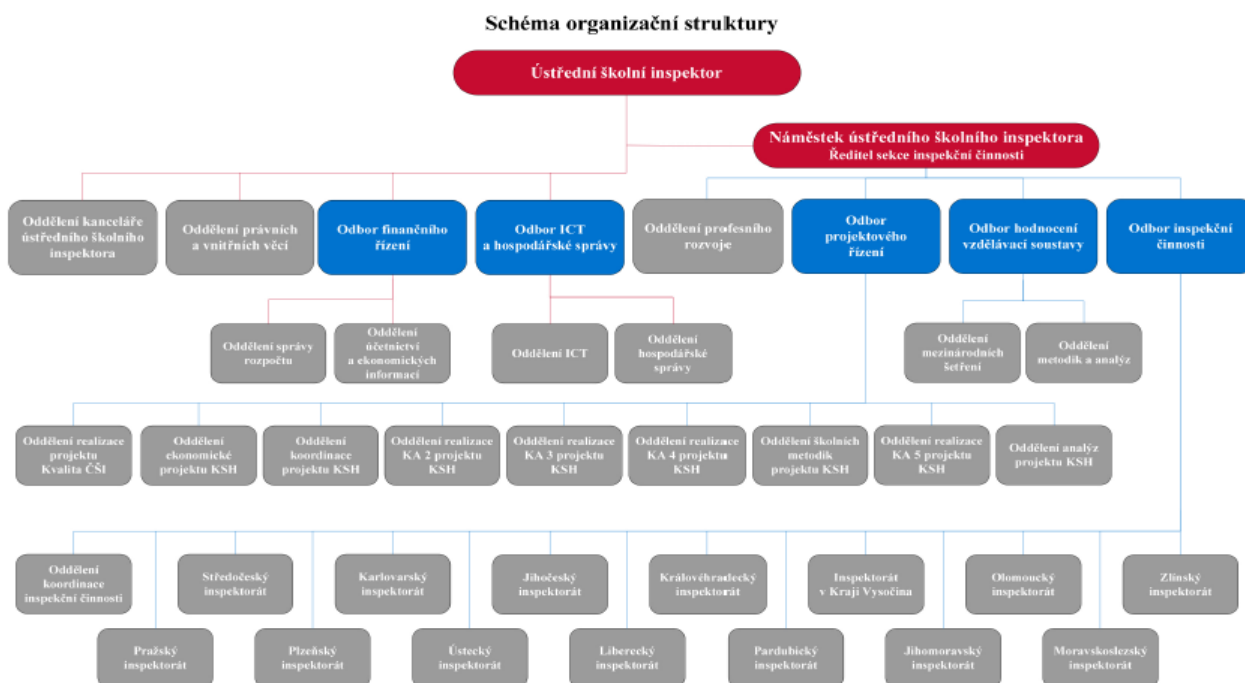 Schéma organizační struktury
Ústřední školní inspektor
Náměstek ústředního školního inspektora
Ředitel sekce inspekční činnosti
Oddělení kanceláře
ústředního školního
inspektora
Oddělení právních
a vnitřních věcí
Odbor finančního
řízení
Odbor ICT
a hospodářské správy
Oddělení profesního
rozvoje
Odbor
projektového
řízení
Odbor hodnocení
vzdělávací soustavy
Odbor inspekční
činnosti
Oddělení správy
rozpočtu
Oddělení
účetnictví
a ekonomických
informací
Oddělení ICT
Oddělení
hospodářské
správy
Oddělení
mezinárodních
šetření
Oddělení
metodik a analýz
Oddělení realizace
projektu
Kvalita ČŠI
Oddělení
ekonomické
projektu KSH
Oddělení
koordinace
projektu KSH
Oddělení realizace
KA 2 projektu
KSH
Oddělení realizace
KA 3 projektu
KSH
Oddělení realizace
KA 4 projektu
KSH
Oddělení školních
metodik
projektu KSH
Oddělení realizace
KA 5 projektu
KSH
Oddělení analýz
projektu KSH
Oddělení
koordinace
inspekční činnosti
Středočeský
inspektorát
Karlovarský
inspektorát
Jihočeský
inspektorát
Královéhradecký
inspektorát
Inspektorát
v Kraji Vysočina
Olomoucký
inspektorát
Zlínský
inspektorát
Pražský
inspektorát
Plzeňský
inspektorát
Ústecký
inspektorát
Liberecký
inspektorát
Pardubický
inspektorát
Jihomoravský
inspektorát
Moravskoslezský
inspektorát